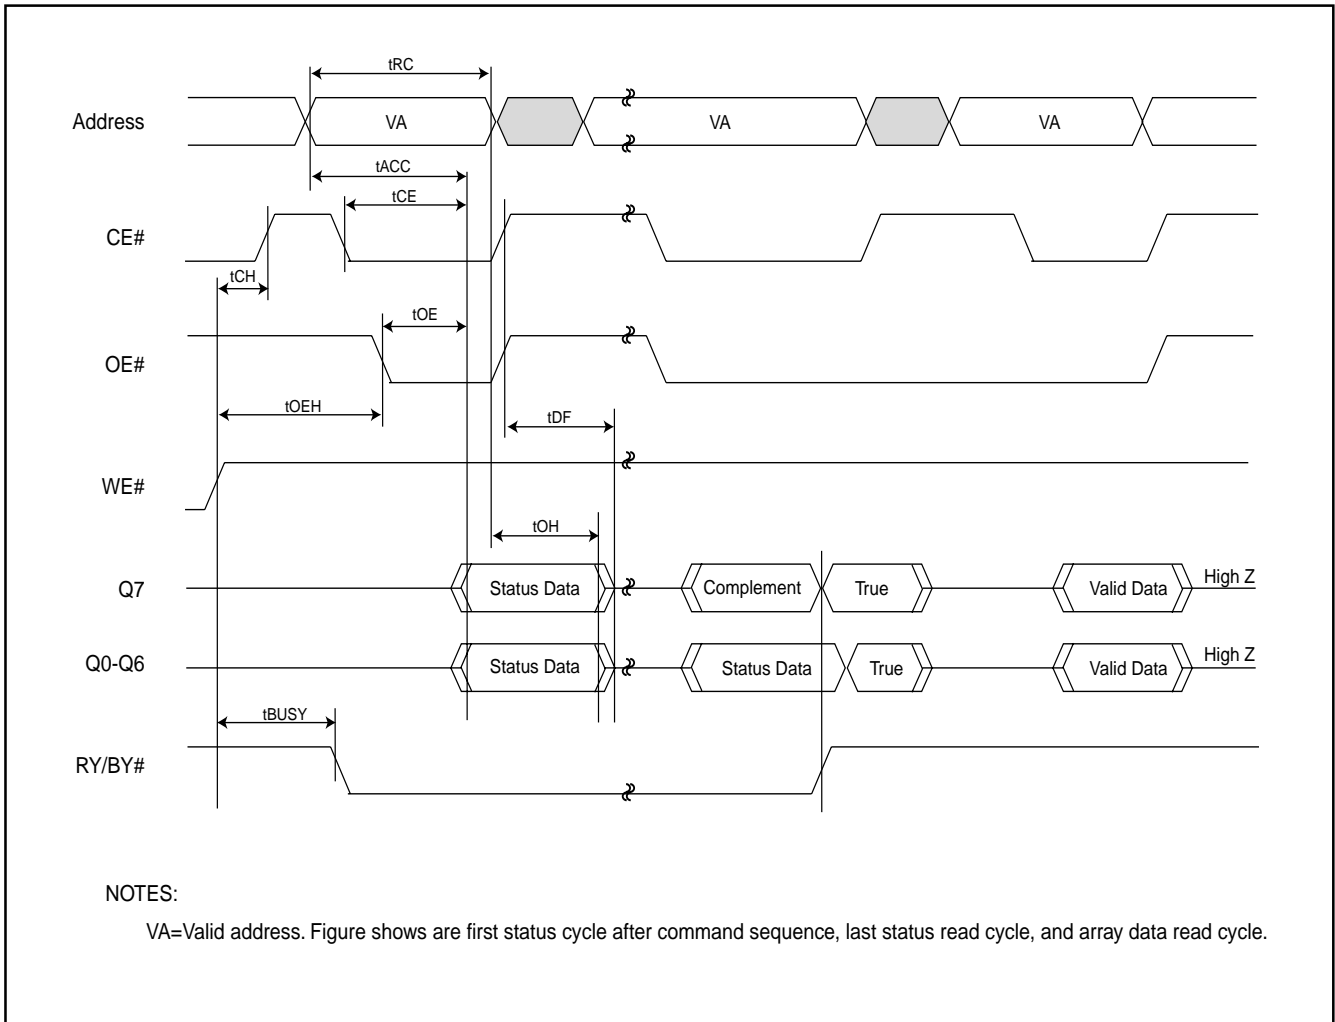 tRC
Address VA VA VA
tACC
tCE
CE#
tCH
tOE
OE#
tOEH
tDF
WE#
tOH
Q7 Status Data Complement True Valid Data High Z
Q0-Q6 Status Data Status Data True Valid Data High Z
tBUSY
RY/BY#
NOTES:
VA=Valid address. Figure shows are first status cycle after command sequence, last status read cycle, and array data read cycle.